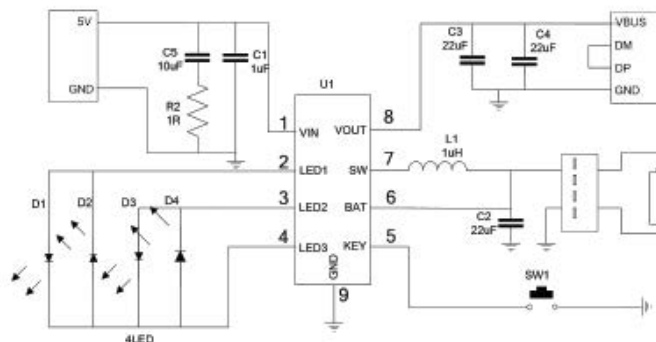 5V
GND
C5
10uF
C1
1uF
R2
1R
U1
1
VIN
2
LED1
3
LED2
4
LED3
GND
9
VOUT
8
SW
7
BAT
6
KEY
5
C3
22uF
C4
22uF
VBUS
DM
DP
GND
L1
1uH
C2
22uF
SW1
D1
D2
D3
D4
4LED